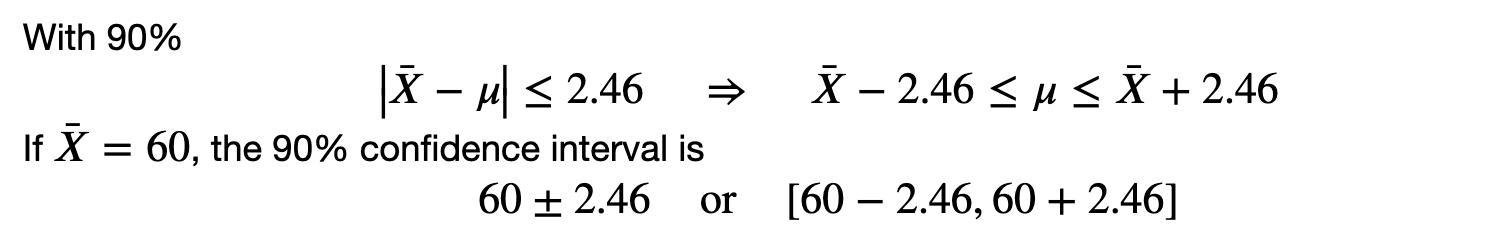 With 90%
|X̄ − μ| ≤ 2.46 ⇒ X̄ − 2.46 ≤ μ ≤ X̄ + 2.46
If X̄ = 60, the 90% confidence interval is
60 ± 2.46 or [60 − 2.46, 60 + 2.46]